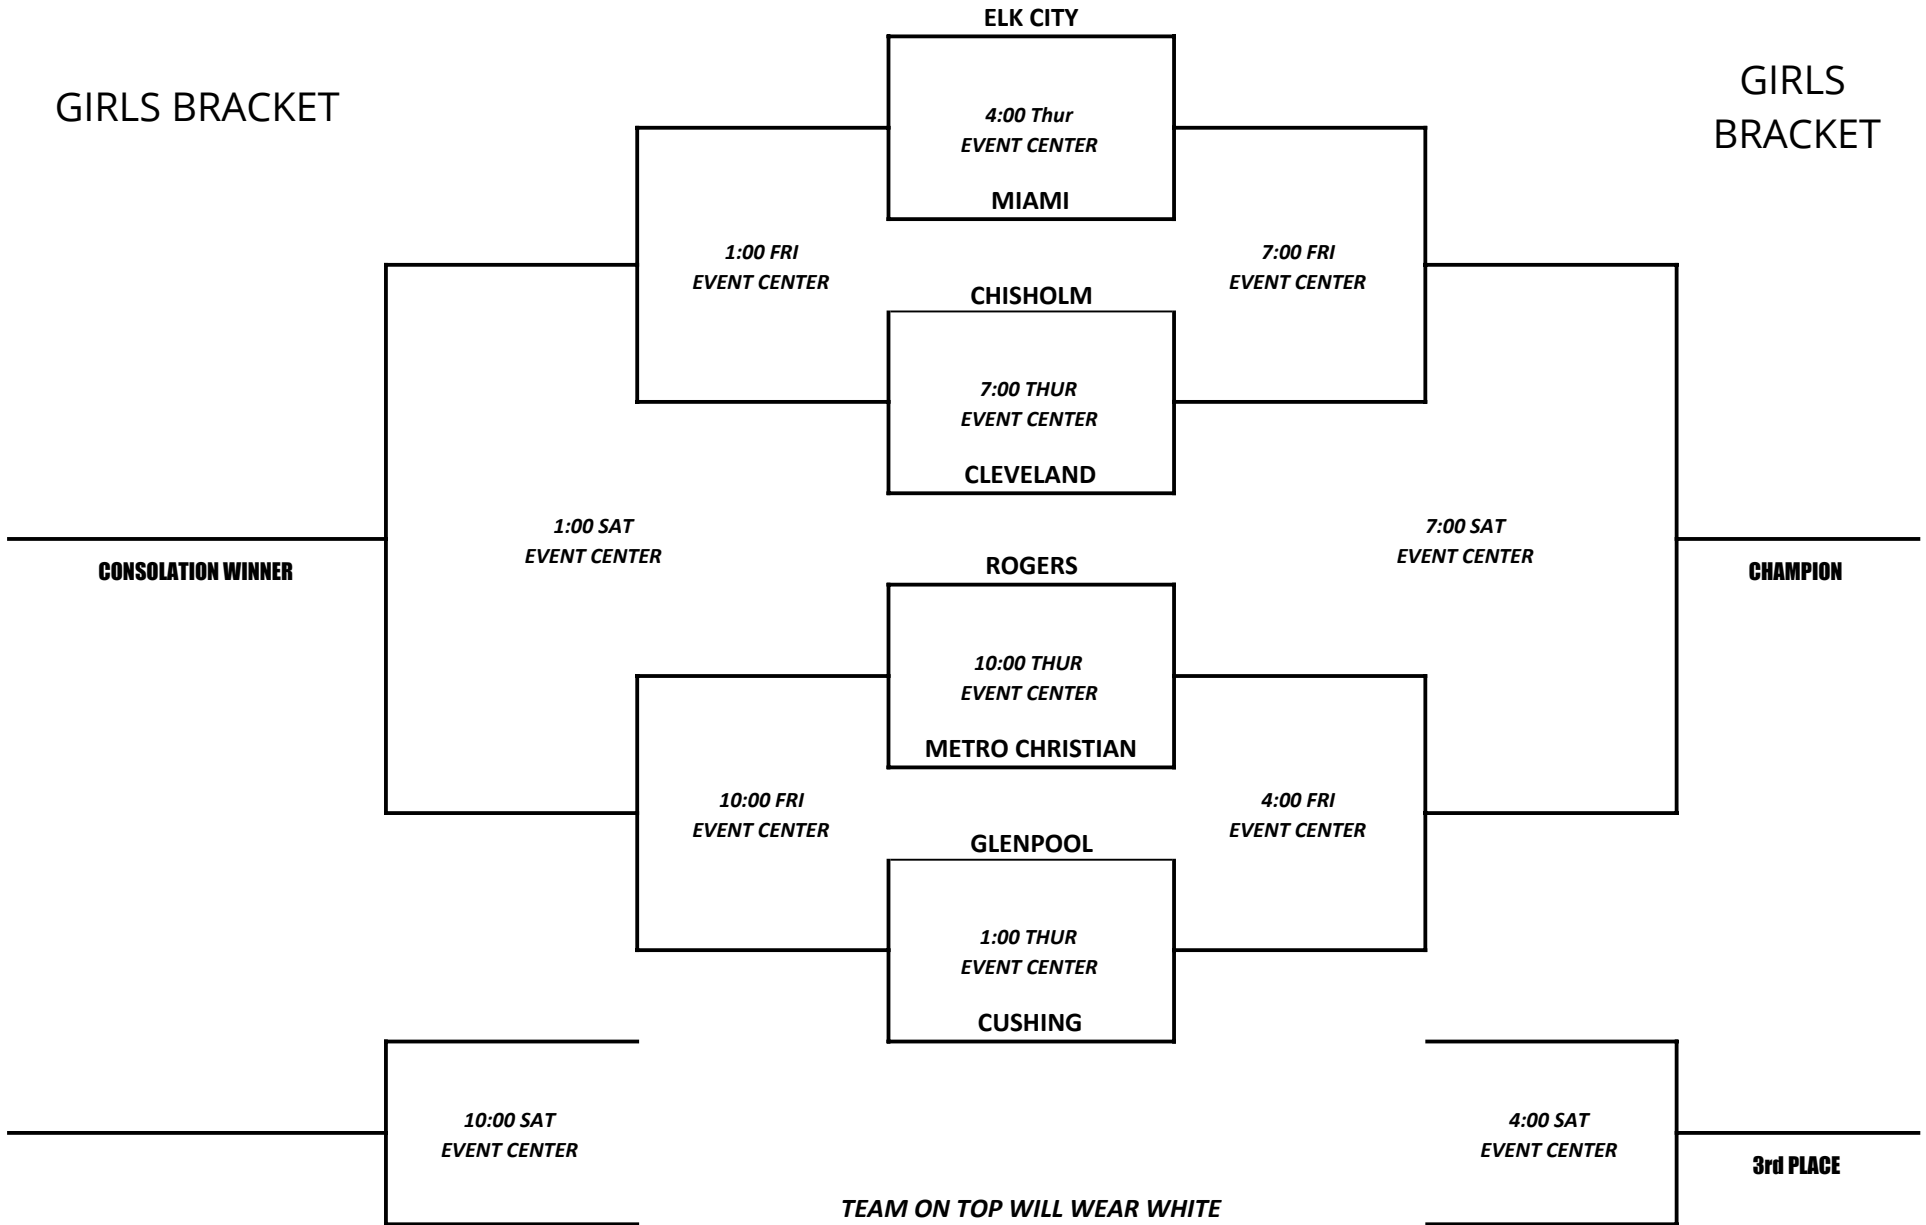 ELK CITY
GIRLS BRACKET
GIRLS
BRACKET
4:00 Thur
EVENT CENTER
MIAMI
1:00 FRI
EVENT CENTER
7:00 FRI
EVENT CENTER
CHISHOLM
7:00 THUR
EVENT CENTER
CLEVELAND
1:00 SAT
EVENT CENTER
7:00 SAT
EVENT CENTER
CONSOLATION WINNER
ROGERS
CHAMPION
10:00 THUR
EVENT CENTER
METRO CHRISTIAN
10:00 FRI
EVENT CENTER
4:00 FRI
EVENT CENTER
GLENPOOL
1:00 THUR
EVENT CENTER
CUSHING
10:00 SAT
EVENT CENTER
4:00 SAT
EVENT CENTER
3rd PLACE
TEAM ON TOP WILL WEAR WHITE